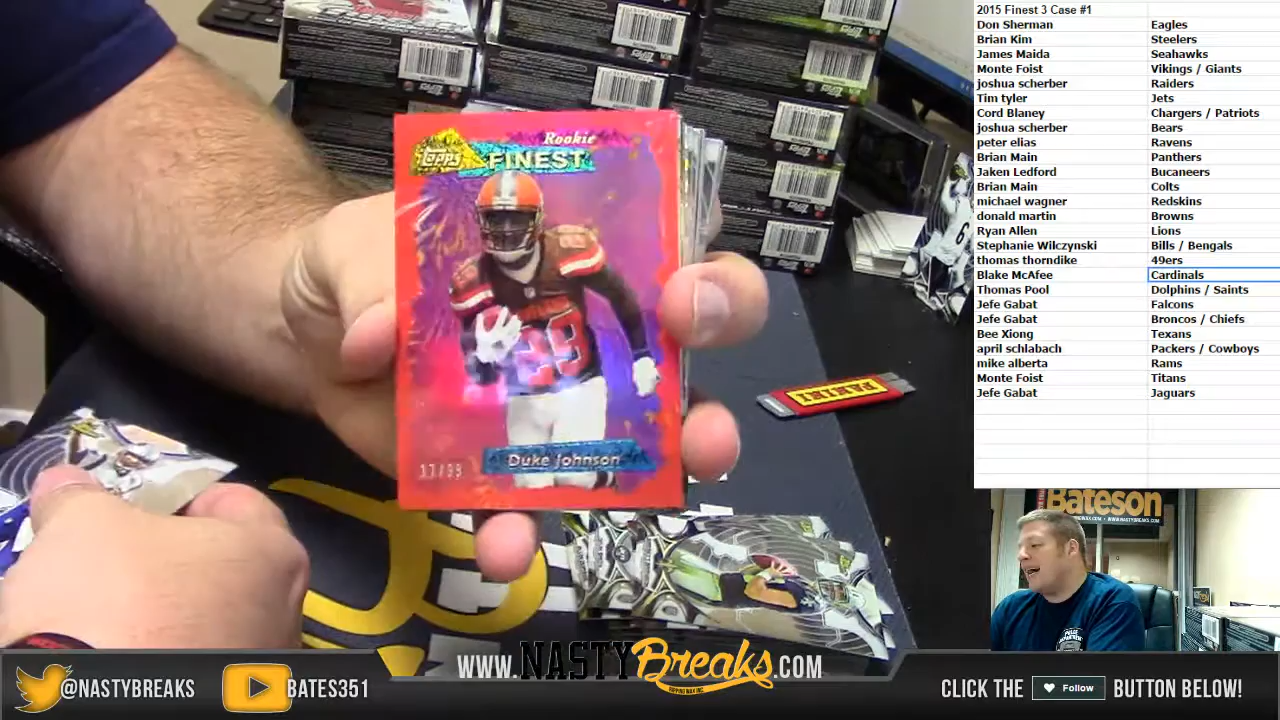 2015 Finest 3 Case #1
Don Sherman Eagles
Brian Kim Steelers
James Maida Seahawks
Monte Foist Vikings / Giants
joshua scherber Raiders
Tim tyler Jets
Cord Blaney Chargers / Patriots
joshua scherber Bears
peter elias Ravens
Brian Main Panthers
Jaken Ledford Bucaneers
Brian Main Colts
michael wagner Redskins
donald martin Browns
Ryan Allen Lions
Stephanie Wilczynski Bills / Bengals
thomas thorndike 49ers
Blake McAfee Cardinals
Thomas Pool Dolphins / Saints
Jefe Gabat Falcons
Jefe Gabat Broncos / Chiefs
Bee Xiong Texans
april schlabach Packers / Cowboys
mike alberta Rams
Monte Foist Titans
Jefe Gabat Jaguars
Rookie
TOPPS FINEST
29
Duke Johnson
PANINI
Bateson
@NASTYBREAKS
BATES351
WWW.NASTYBreaks.COM
CLICK THE Follow BUTTON BELOW!